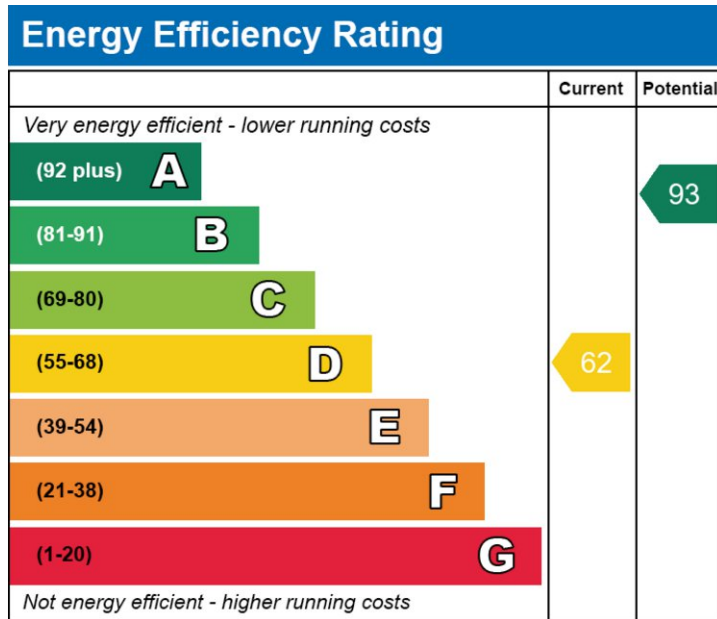 Energy Efficiency Rating
Current Potential
Very energy efficient - lower running costs
(92 plus) A
93
(81-91) B
(69-80) C
(55-68) D
62
(39-54) E
(21-38) F
(1-20) G
Not energy efficient - higher running costs